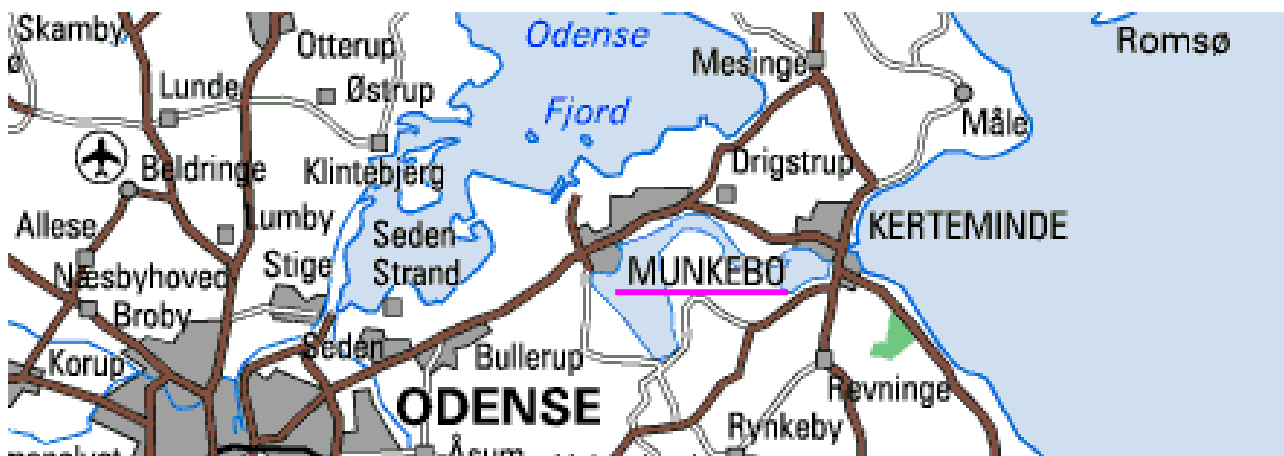 Skamby
Otterup
Odense
Romsø
Mesinge
Lunde
Østrup
Fjord
Måle
Beldringe
Klintebjerg
Drigstrup
Allese
Lumby
Seden
Strand
KERTEMINDE
Næsbyhoved
Broby
Stige
MUNKEBO
Korup
Seden
Bullerup
Revninge
ODENSE
Rynkeby
Åsum